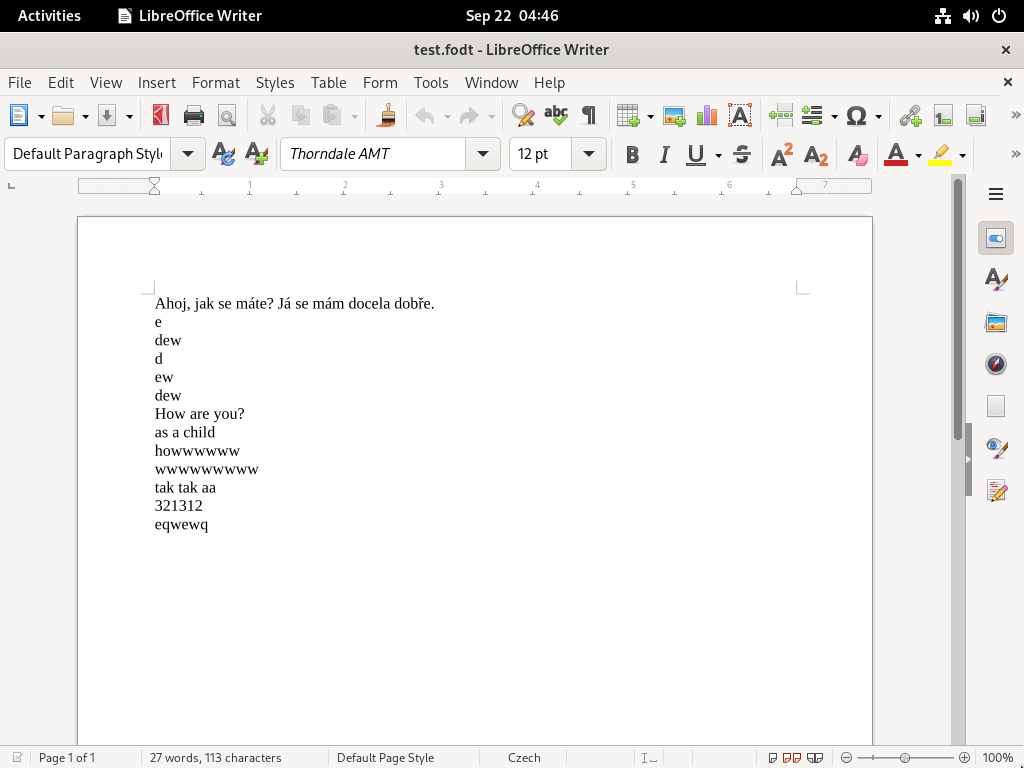 Activities LibreOffice Writer Sep 22 04:46
test.fodt - LibreOffice Writer
File Edit View Insert Format Styles Table Form Tools Window Help
Default Paragraph Style Thorndale AMT 12 pt
1 2 3 4 5 6 7
Ahoj, jak se máte? Já se mám docela dobře.
e
dew
d
ew
dew
How are you?
as a child
howwwwww
wwwwwwwww
tak tak aa
321312
eqwewq
Page 1 of 1 27 words, 113 characters Default Page Style Czech 100%